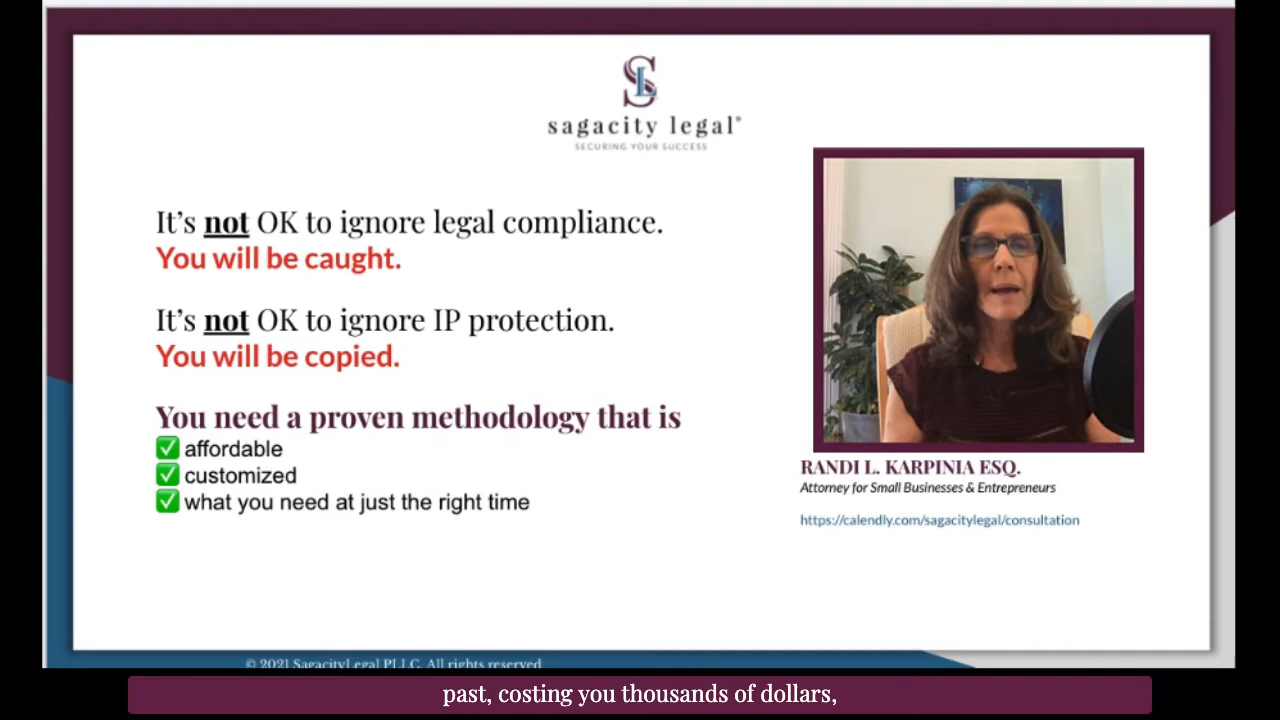 SL
sagacity legal®
SECURING YOUR SUCCESS
It's not OK to ignore legal compliance.
You will be caught.
It's not OK to ignore IP protection.
You will be copied.
You need a proven methodology that is
✅ affordable
✅ customized
✅ what you need at just the right time
RANDI L. KARPINIA ESQ.
Attorney for Small Businesses & Entrepreneurs
https://calendly.com/sagacitylegal/consultation
© 2021 SagacityLegal PLLC. All rights reserved
past, costing you thousands of dollars,